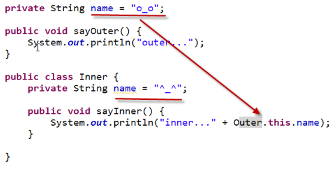 private String name = "o_o";
public void sayOuter() {
System.out.println("outer...");
}
public class Inner {
private String name = "^_^";
public void sayInner() {
System.out.println("inner..." + Outer.this.name);
}
}